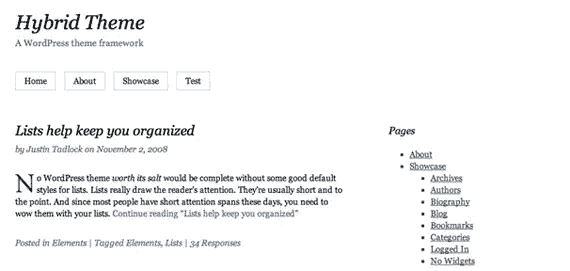 Hybrid Theme
A WordPress theme framework
Home About Showcase Test
Lists help keep you organized
by Justin Tadlock on November 2, 2008
No WordPress theme worth its salt would be complete without some good default
styles for lists. Lists really draw the reader's attention. They're usually short and to
the point. And since most people have short attention spans these days, you need to
wow them with your lists. Continue reading "Lists help keep you organized"
Posted in Elements | Tagged Elements, Lists | 34 Responses
Pages
About
Showcase
Archives
Authors
Biography
Blog
Bookmarks
Categories
Logged In
No Widgets